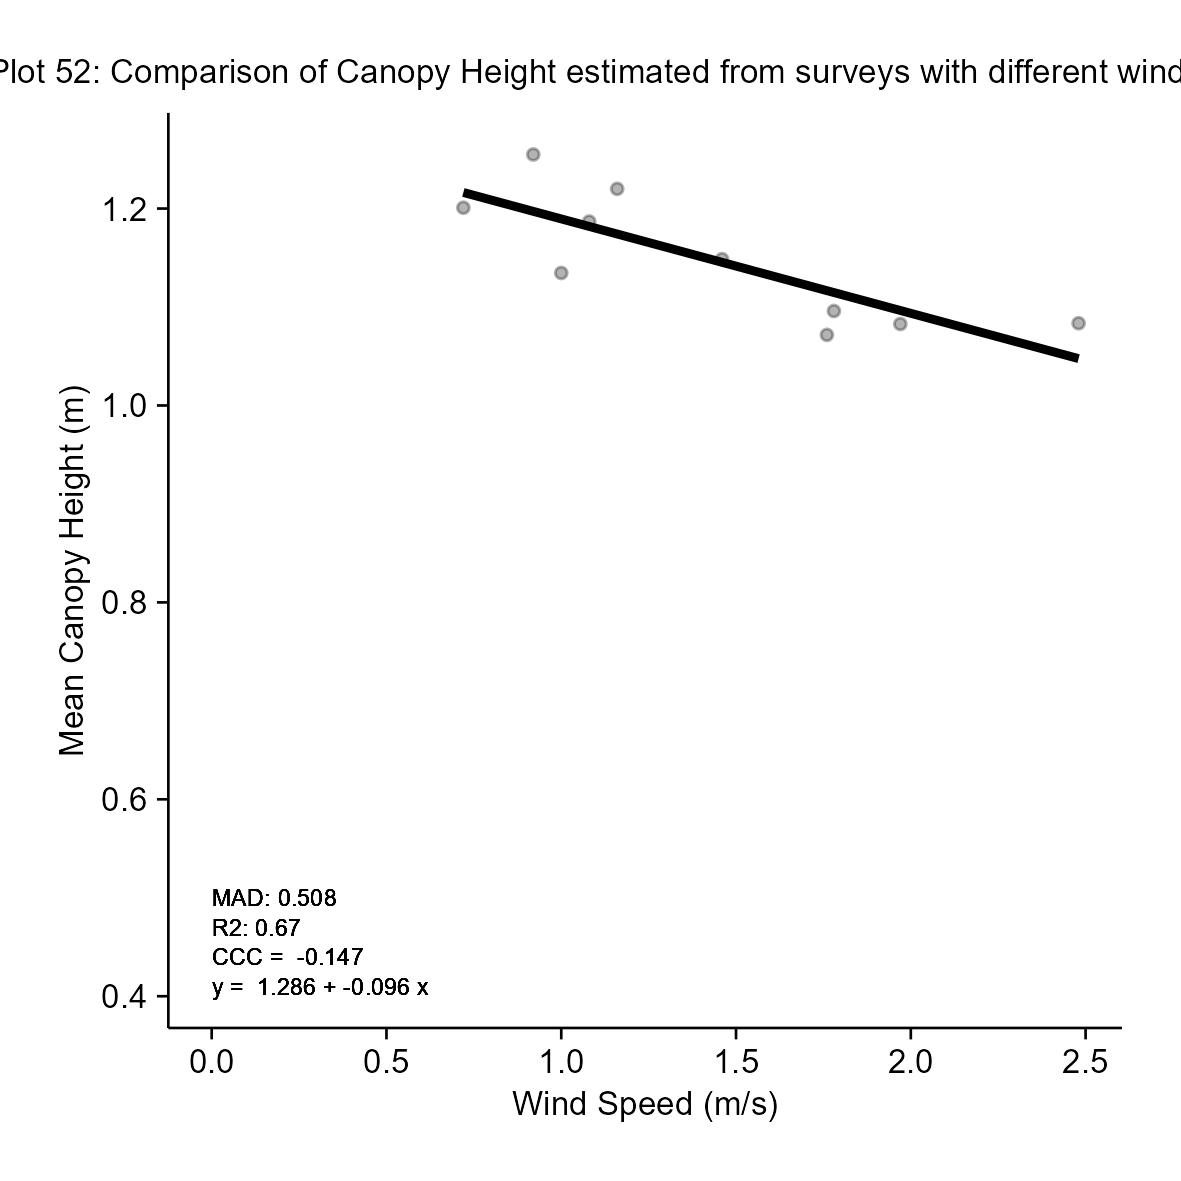 Plot 52: Comparison of Canopy Height estimated from surveys with different wind
1.2
1.0
0.8
0.6
0.4
Mean Canopy Height (m)
MAD: 0.508
R2: 0.67
CCC = -0.147
y = 1.286 + -0.096 x
0.0 0.5 1.0 1.5 2.0 2.5
Wind Speed (m/s)